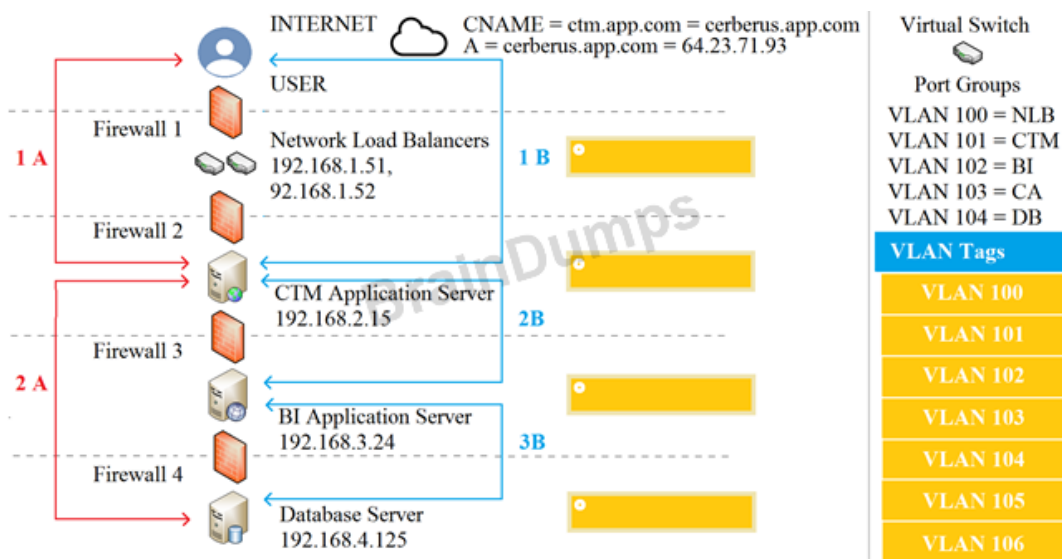 INTERNET
CNAME = ctm.app.com = cerberus.app.com
A = cerberus.app.com = 64.23.71.93
USER
Firewall 1
1 A
Network Load Balancers
192.168.1.51,
92.168.1.52
1 B
Firewall 2
CTM Application Server
192.168.2.15
2B
Firewall 3
2 A
BI Application Server
192.168.3.24
3B
Firewall 4
Database Server
192.168.4.125
BrainDumps
Virtual Switch
Port Groups
VLAN 100 = NLB
VLAN 101 = CTM
VLAN 102 = BI
VLAN 103 = CA
VLAN 104 = DB
VLAN Tags
VLAN 100
VLAN 101
VLAN 102
VLAN 103
VLAN 104
VLAN 105
VLAN 106